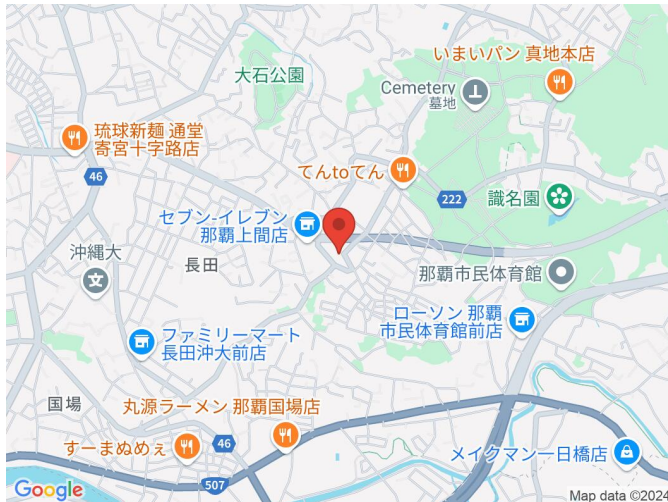 いまいパン 真地本店
大石公園
Cemetery
墓地
琉球新麺 通堂
寄宮十字路店
てんtoてん
46
222
識名園
セブン-イレブン
那覇上間店
沖縄大
長田
那覇市民体育館
ローソン 那覇
市民体育館前店
ファミリーマート
長田沖大前店
国場
丸源ラーメン 那覇国場店
すーまぬめぇ
46
メイクマン一日橋店
507
Google
Map data ©2024